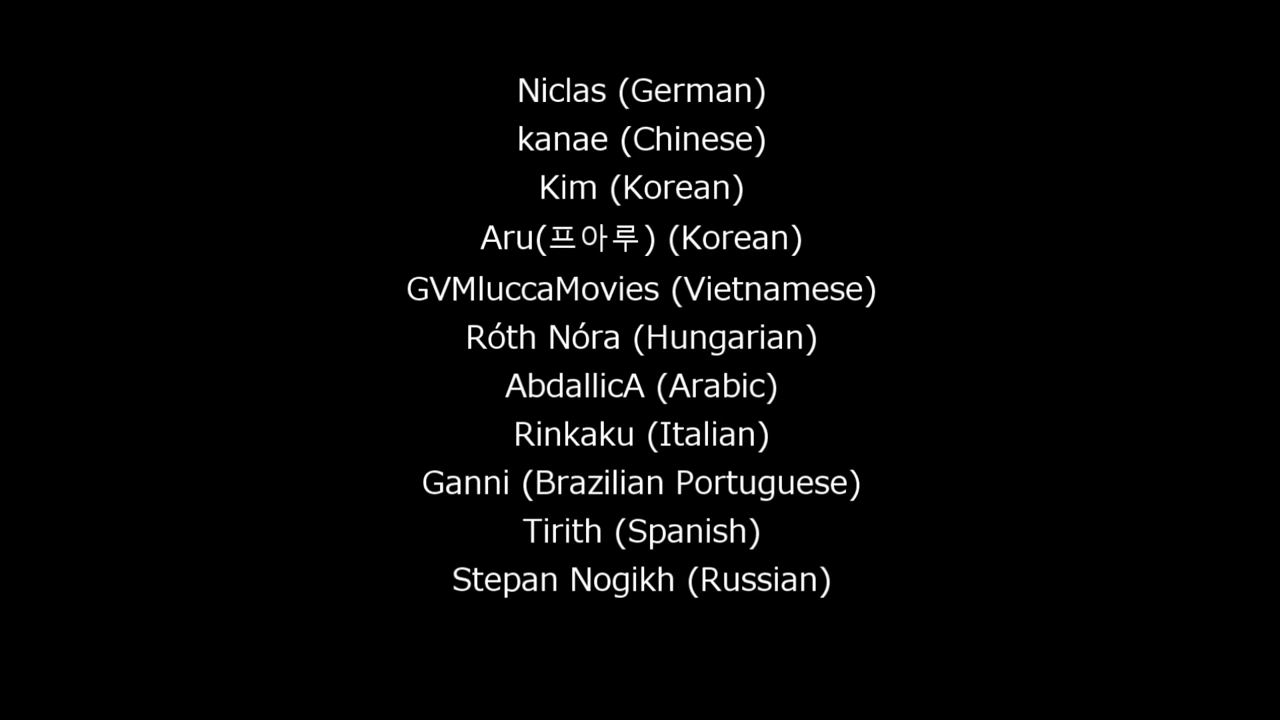 Niclas (German)
kanae (Chinese)
Kim (Korean)
Aru(프아루) (Korean)
GVMluccaMovies (Vietnamese)
Róth Nóra (Hungarian)
AbdallicA (Arabic)
Rinkaku (Italian)
Ganni (Brazilian Portuguese)
Tirith (Spanish)
Stepan Nogikh (Russian)